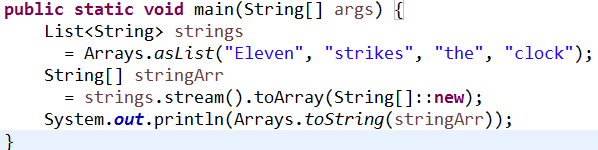 public static void main(String[] args) {
    List<String> strings
      = Arrays.asList("Eleven", "strikes", "the", "clock");
    String[] stringArr
      = strings.stream().toArray(String[]::new);
    System.out.println(Arrays.toString(stringArr));
}